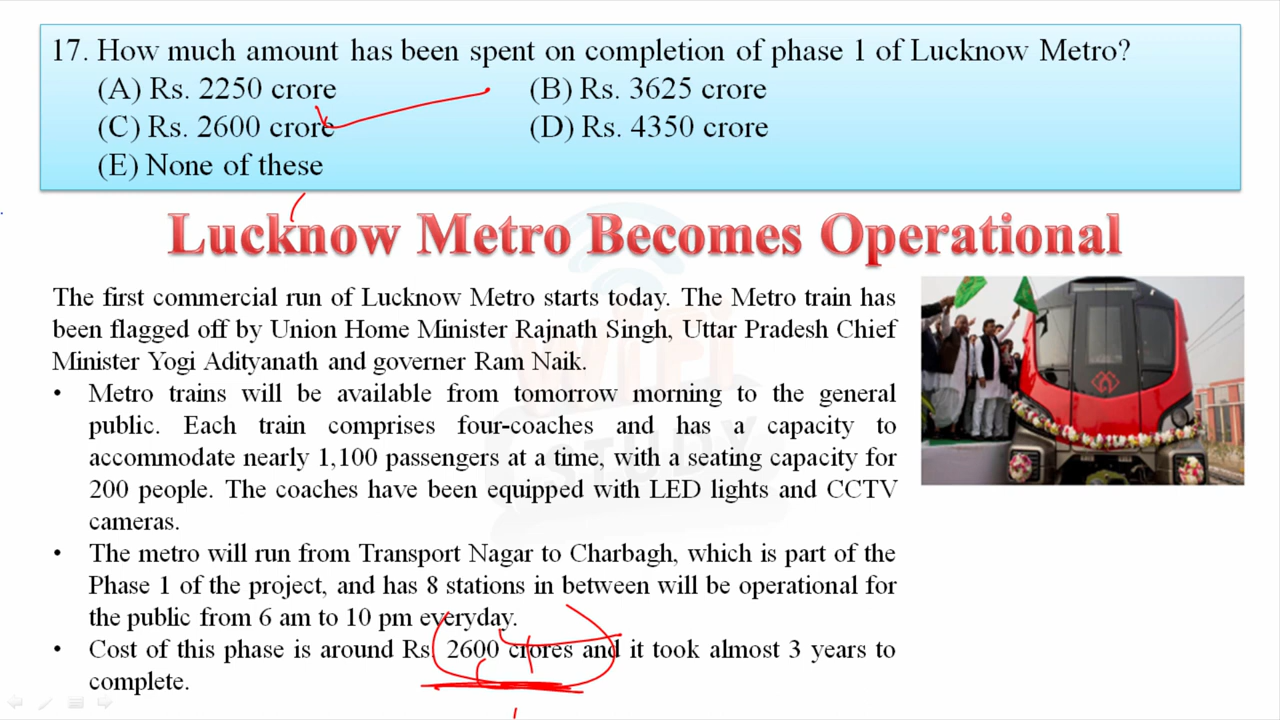 17. How much amount has been spent on completion of phase 1 of Lucknow Metro?
(A) Rs. 2250 crore (B) Rs. 3625 crore
(C) Rs. 2600 crore (D) Rs. 4350 crore
(E) None of these
Lucknow Metro Becomes Operational
The first commercial run of Lucknow Metro starts today. The Metro train has
been flagged off by Union Home Minister Rajnath Singh, Uttar Pradesh Chief
Minister Yogi Adityanath and governer Ram Naik.
• Metro trains will be available from tomorrow morning to the general
public. Each train comprises four-coaches and has a capacity to
accommodate nearly 1,100 passengers at a time, with a seating capacity for
200 people. The coaches have been equipped with LED lights and CCTV
cameras.
• The metro will run from Transport Nagar to Charbagh, which is part of the
Phase 1 of the project, and has 8 stations in between will be operational for
the public from 6 am to 10 pm everyday.
• Cost of this phase is around Rs. 2600 crores and it took almost 3 years to
complete.
WiFi
STUDY